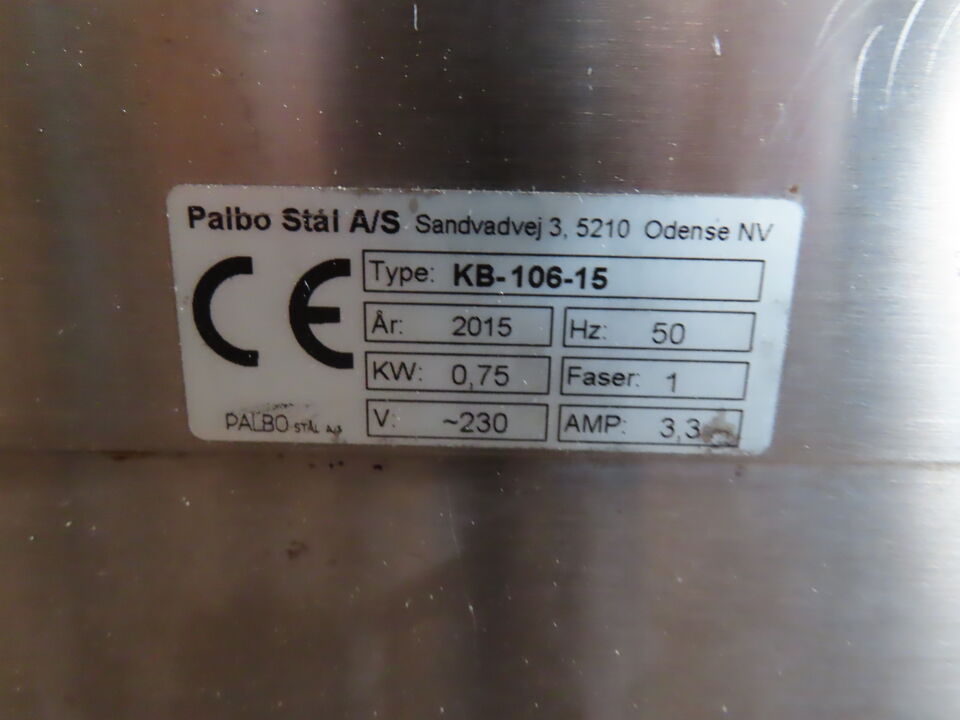 Palbo Stål A/S Sandvadvej 3, 5210 Odense NV
CE
Type: KB-106-15
År: 2015 Hz: 50
KW: 0,75 Faser: 1
V: ~230 AMP: 3,3
PALBO STÅL A/S